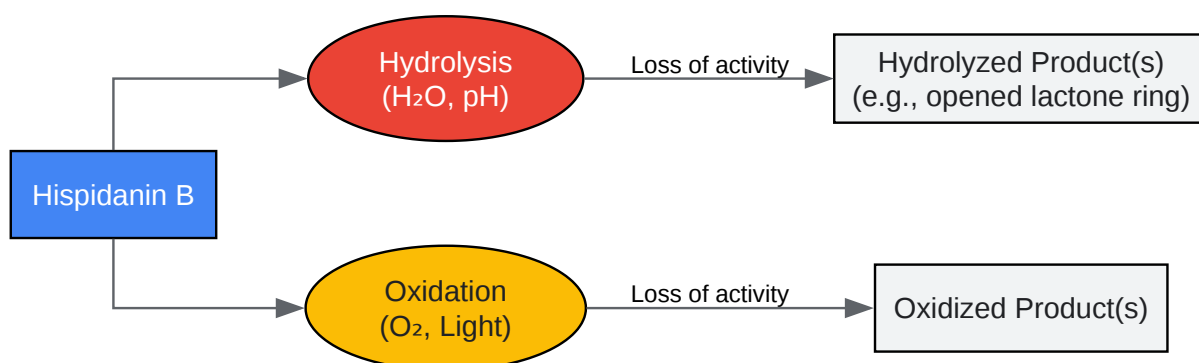 Hydrolysis
(H₂O, pH)
Loss of activity
Hydrolyzed Product(s)
(e.g., opened lactone ring)
Hispidanin B
Oxidation
(O₂, Light)
Loss of activity
Oxidized Product(s)